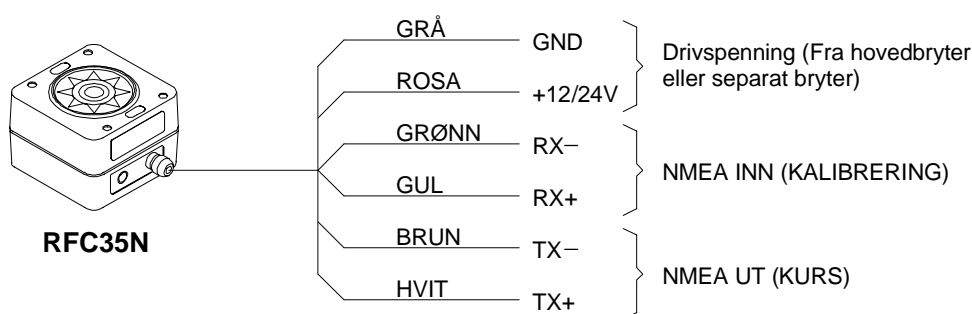 GRÅ
GND
Drivspenning (Fra hovedbryter
eller separat bryter)
ROSA
+12/24V
GRØNN
RX−
NMEA INN (KALIBRERING)
GUL
RX+
RFC35N
BRUN
TX−
NMEA UT (KURS)
HVIT
TX+